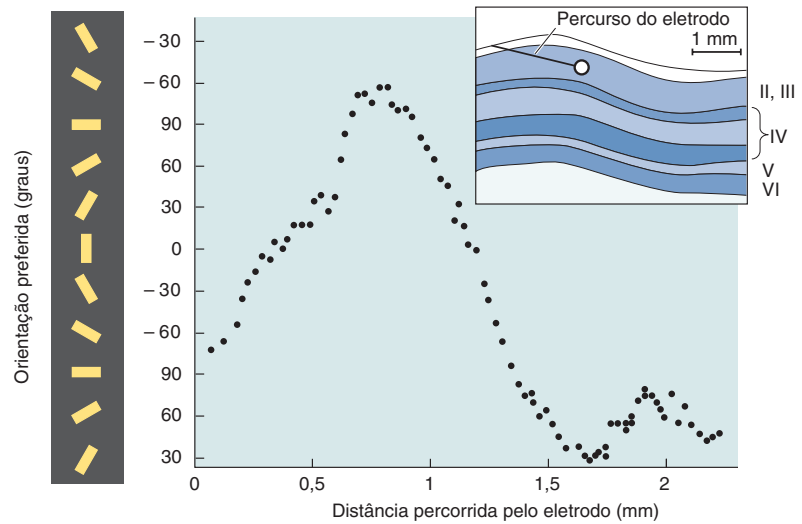 Orientação preferida (graus)
– 30
– 60
90
60
30
0
– 30
– 60
90
60
30
0
0,5
1
1,5
2
Distância percorrida pelo eletrodo (mm)
Percurso do eletrodo
1 mm
II, III
IV
V
VI